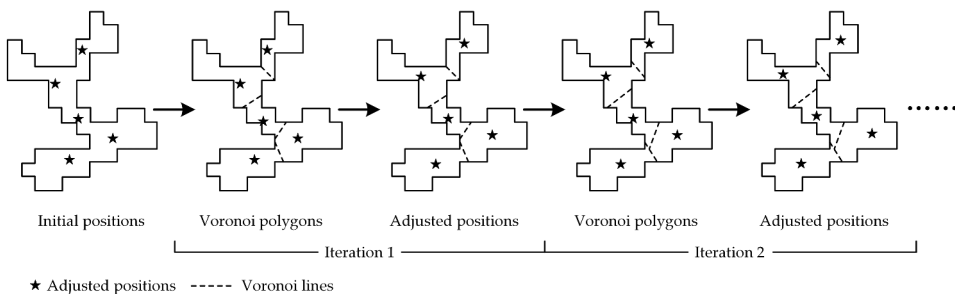 Initial positions
Voronoi polygons
Adjusted positions
Voronoi polygons
Adjusted positions
Iteration 1
Iteration 2
Adjusted positions
Voronoi lines